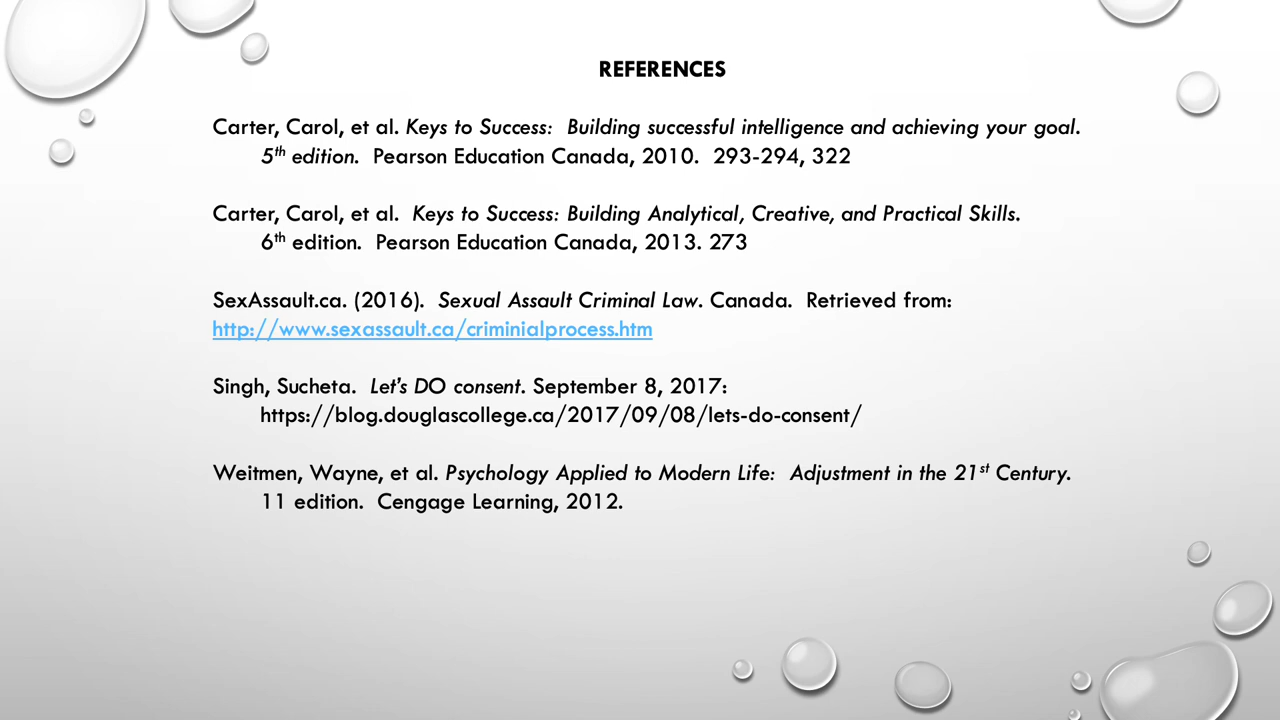 REFERENCES
Carter, Carol, et al. Keys to Success:  Building successful intelligence and achieving your goal.
5th edition.  Pearson Education Canada, 2010.  293-294, 322
Carter, Carol, et al.  Keys to Success: Building Analytical, Creative, and Practical Skills.
6th edition.  Pearson Education Canada, 2013. 273
SexAssault.ca. (2016).  Sexual Assault Criminal Law. Canada.  Retrieved from:
http://www.sexassault.ca/criminialprocess.htm
Singh, Sucheta.  Let's DO consent. September 8, 2017:
https://blog.douglascollege.ca/2017/09/08/lets-do-consent/
Weitmen, Wayne, et al. Psychology Applied to Modern Life:  Adjustment in the 21st Century.
11 edition.  Cengage Learning, 2012.